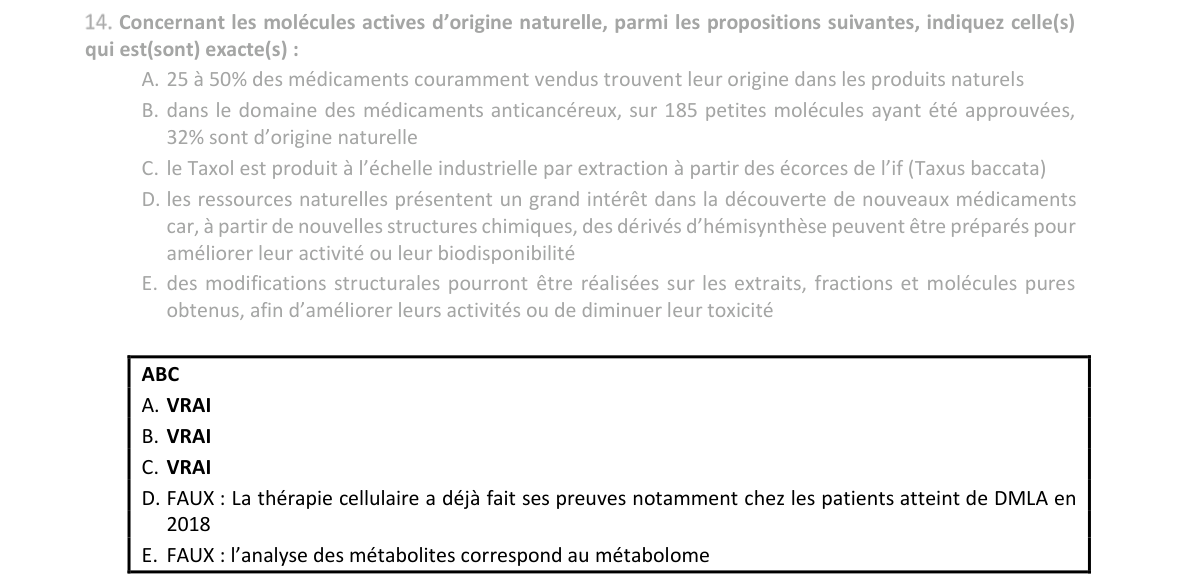 14. Concernant les molécules actives d’origine naturelle, parmi les propositions suivantes, indiquez celle(s)
qui est(sont) exacte(s) :
A. 25 à 50% des médicaments couramment vendus trouvent leur origine dans les produits naturels
B. dans le domaine des médicaments anticancéreux, sur 185 petites molécules ayant été approuvées,
32% sont d’origine naturelle
C. le Taxol est produit à l’échelle industrielle par extraction à partir des écorces de l’if (Taxus baccata)
D. les ressources naturelles présentent un grand intérêt dans la découverte de nouveaux médicaments
car, à partir de nouvelles structures chimiques, des dérivés d’hémisynthèse peuvent être préparés pour
améliorer leur activité ou leur biodisponibilité
E. des modifications structurales pourront être réalisées sur les extraits, fractions et molécules pures
obtenus, afin d’améliorer leurs activités ou de diminuer leur toxicité
ABC
A. VRAI
B. VRAI
C. VRAI
D. FAUX : La thérapie cellulaire a déjà fait ses preuves notamment chez les patients atteint de DMLA en
2018
E. FAUX : l’analyse des métabolites correspond au métabolome